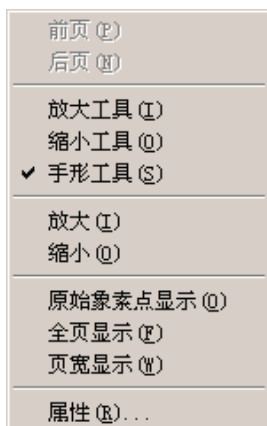 前页(P)
后页(N)
放大工具(I)
缩小工具(O)
手形工具(S)
放大(I)
缩小(O)
原始象素点显示(O)
全页显示(F)
页宽显示(W)
属性(R)...